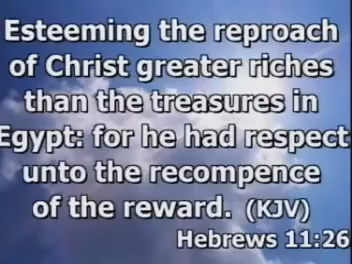 Esteeming the reproach
of Christ greater riches
than the treasures in
Egypt: for he had respect
unto the recompence
of the reward. (KJV)
Hebrews 11:26